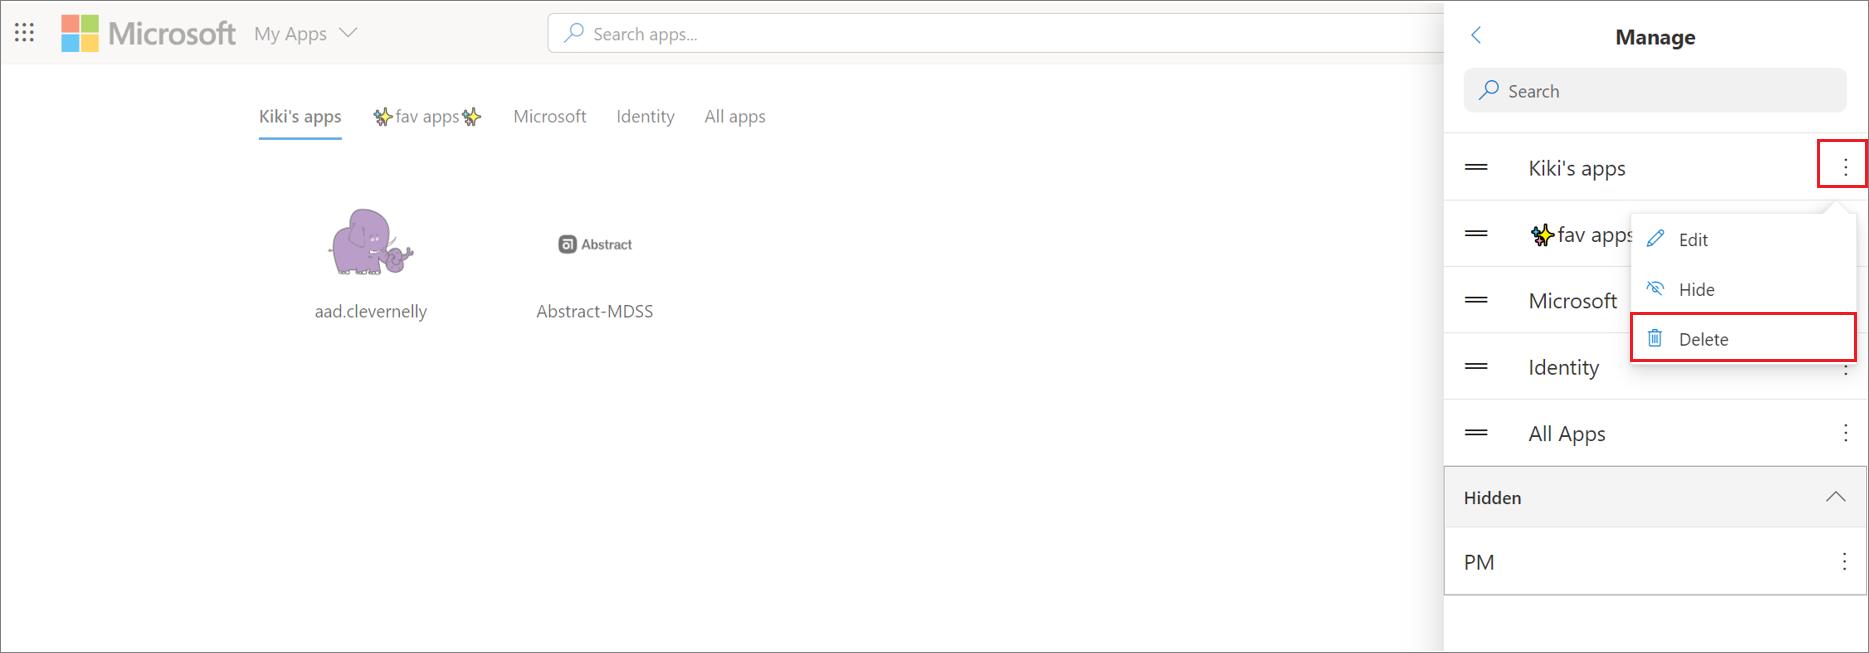 Microsoft My Apps
Search apps...
Kiki's apps ✨fav apps✨ Microsoft Identity All apps
Abstract
aad.clevernelly Abstract-MDSS
Manage
Search
Kiki's apps
✨fav apps
Edit
Hide
Microsoft
Delete
Identity
All Apps
Hidden
PM